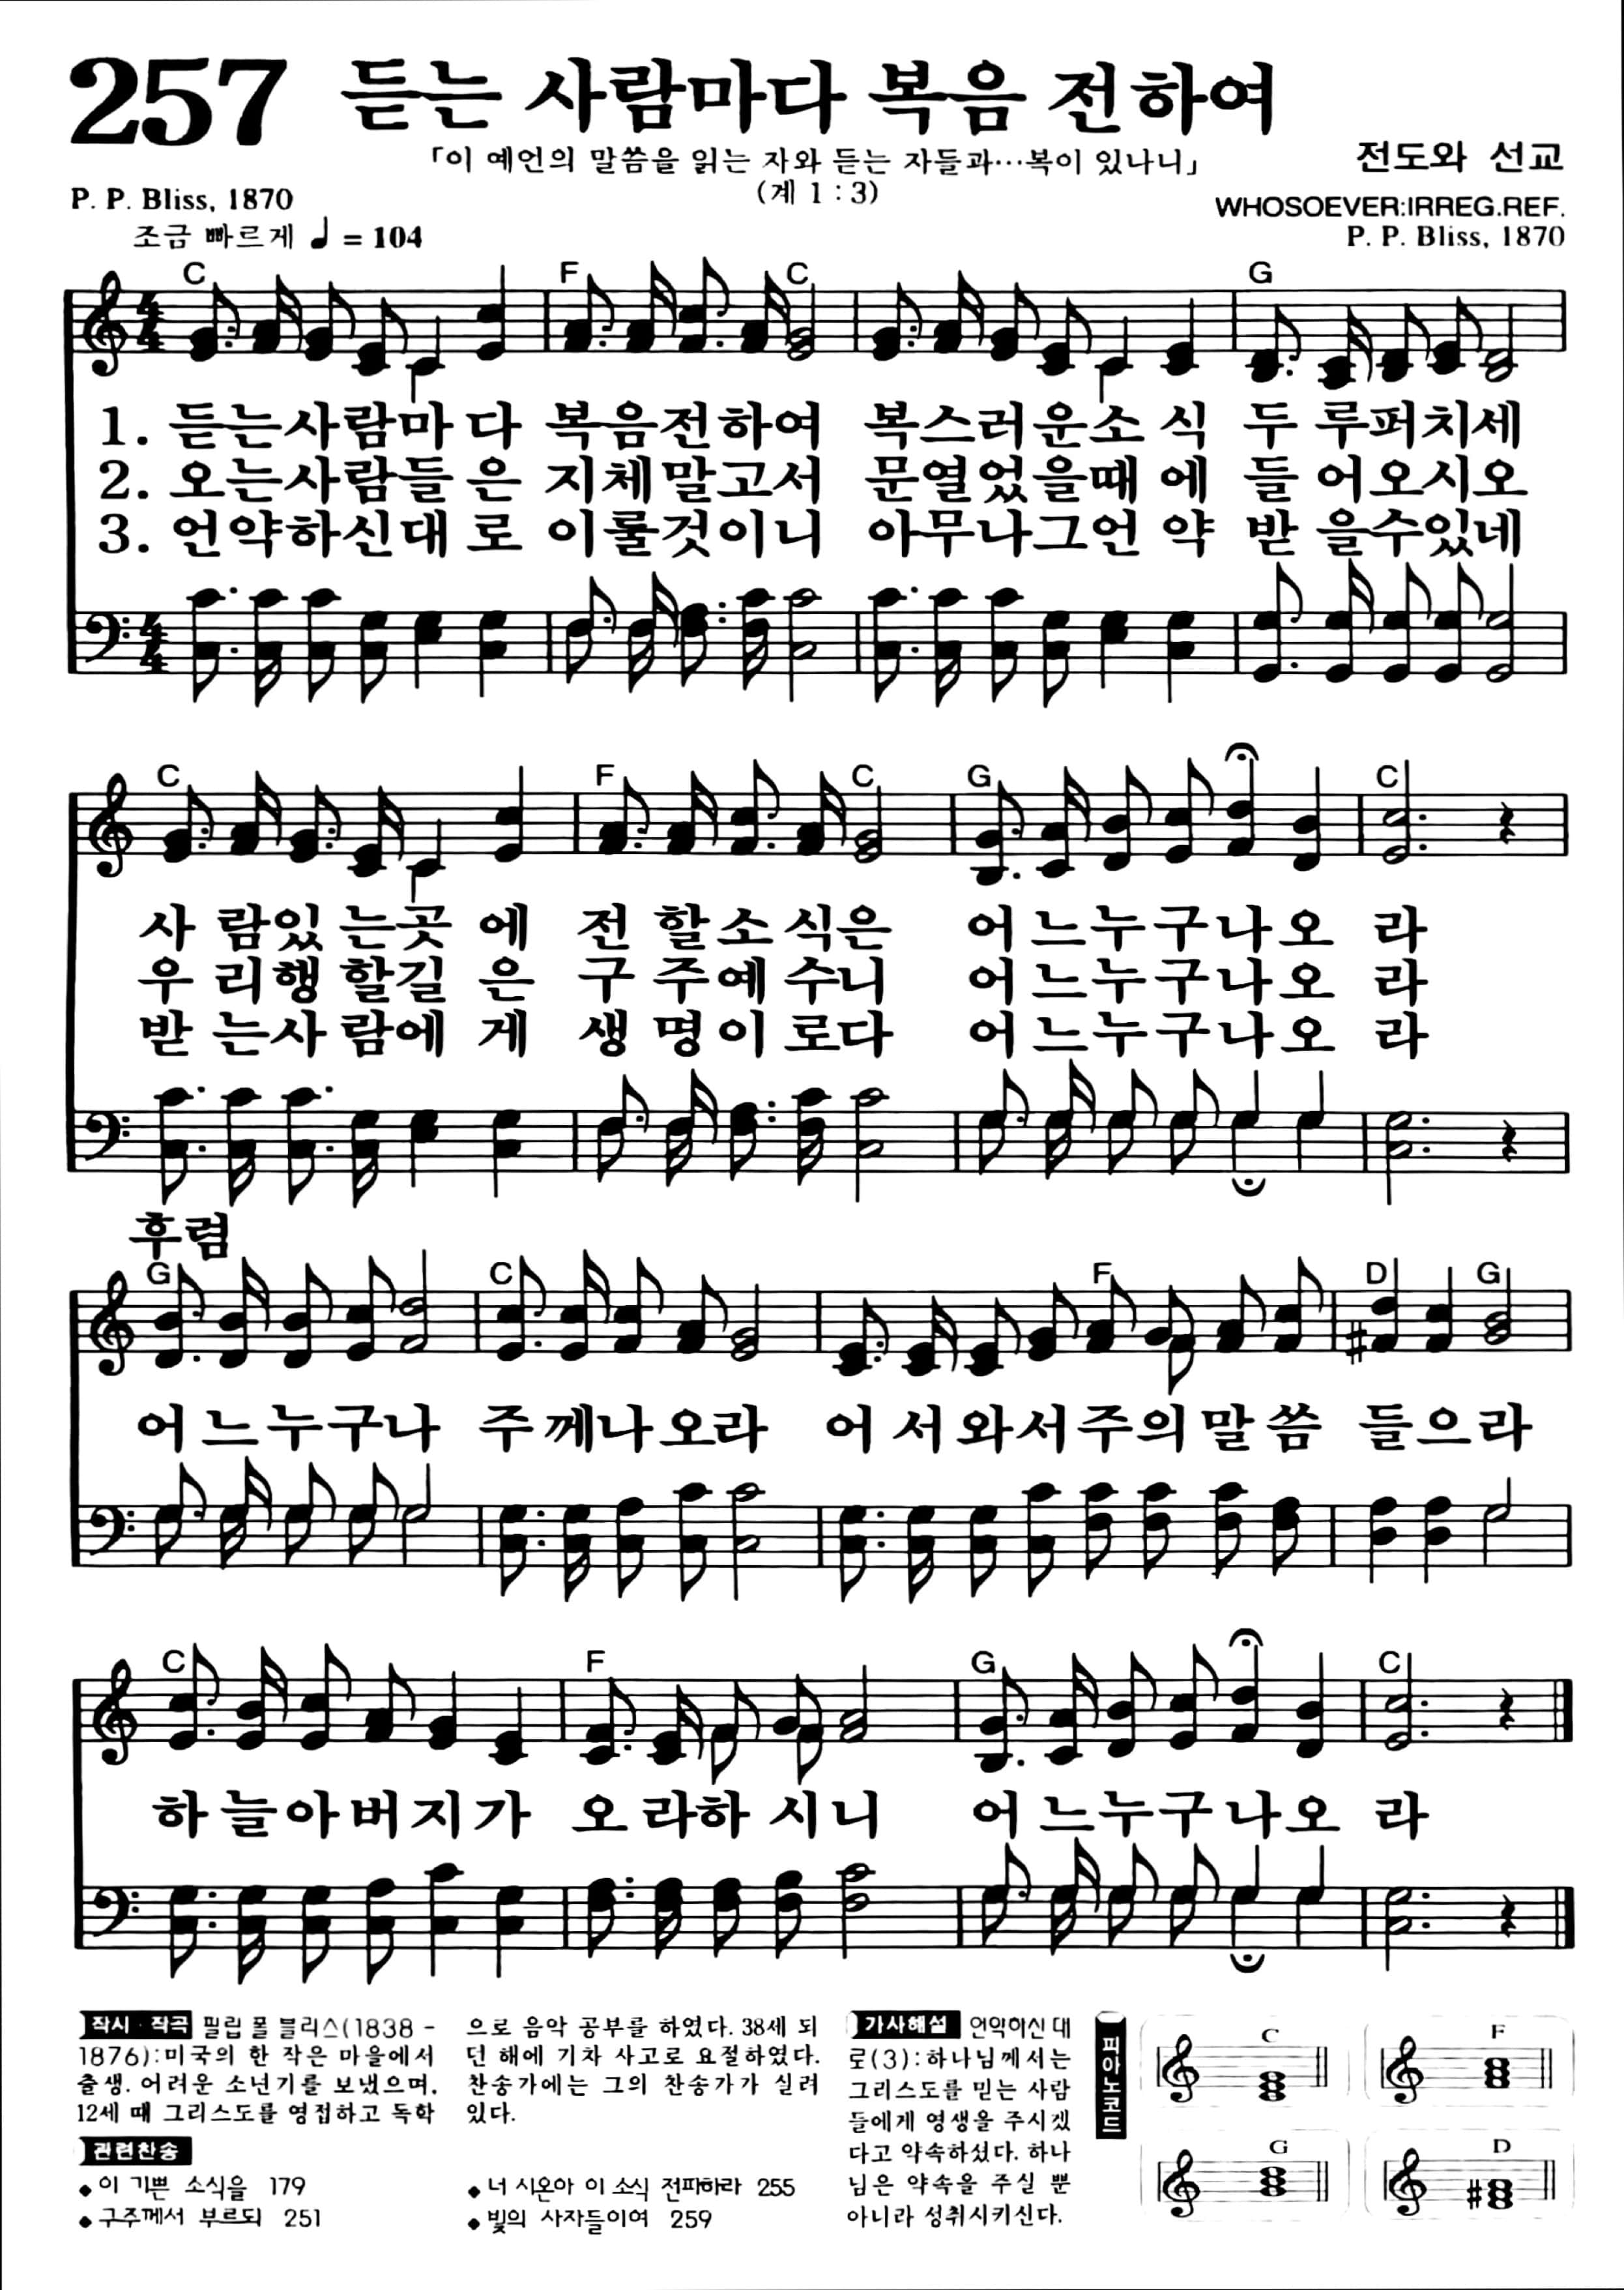 257 듣는 사람마다 복음 전하여
「이 예언의 말씀을 읽는 자와 듣는 자들과…복이 있나니」
(계 1 : 3)
전도와 선교
P. P. Bliss, 1870
WHOSOEVER:IRREG.REF.
조금 빠르게 ♩ = 104
P. P. Bliss, 1870
C F C G
1. 듣는사람마 다 복음전하여 복스러운소 식 두 루퍼치세
2. 오는사람들 은 지체말고서 문열었을때 에 들 어오시오
3. 언약하신대 로 이룰것이니 아무나그언 약 받 을수있네
C F C G C
사 람있 는곳 에 전 할소 식은 어 느누구나오 라
우 리행 할길 은 구 주예 수니 어 느누구나오 라
받 는사 람에 게 생 명이 로다 어 느누구나오 라
후렴
G C F D G
어 느누구나 주께나오라 어 서와서주의말씀 들으라
C F G C
하늘아버지가 오 라하 시니 어 느누구나오 라
작시·작곡 필립 폴 블리스(1838 -
1876):미국의 한 작은 마을에서
출생. 어려운 소년기를 보냈으며,
12세 때 그리스도를 영접하고 독학
으로 음악 공부를 하였다. 38세 되
던 해에 기차 사고로 요절하였다.
찬송가에는 그의 찬송가가 실려
있다.
관련찬송
◆이 기쁜 소식을 179
◆구주께서 부르되 251
◆너 시온아 이 소식 전파하라 255
◆빛의 사자들이여 259
가사해설 언약하신 대
로(3):하나님께서는
그리스도를 믿는 사람
들에게 영생을 주시겠
다고 약속하셨다. 하나
님은 약속을 주실 뿐
아니라 성취시키신다.
피아노코드
C F
G D